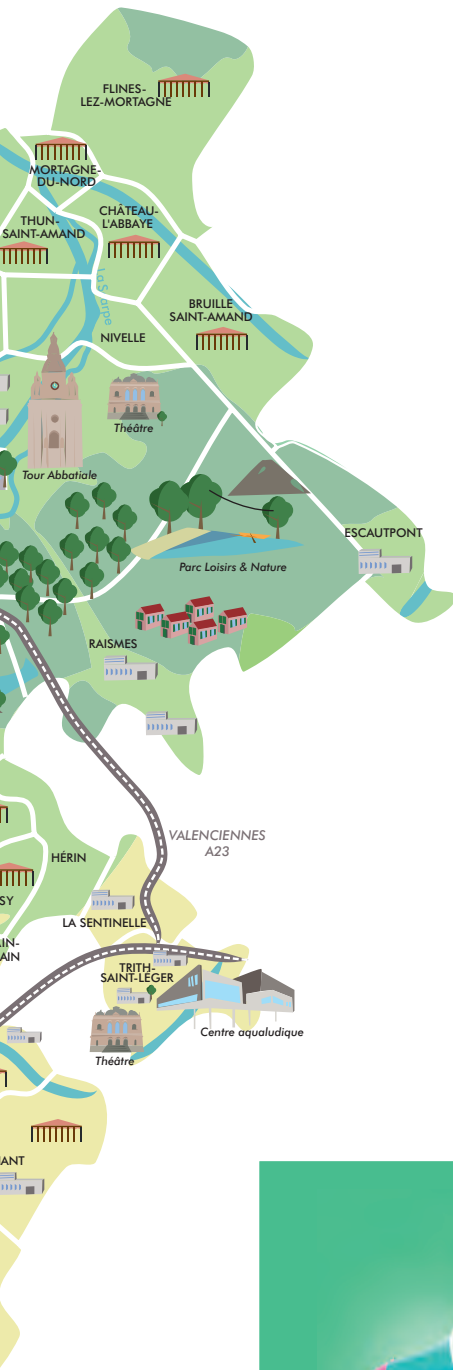 FLINES-
LEZ-MORTAGNE
MORTAGNE-
DU-NORD
THUN-
SAINT-AMAND
CHÂTEAU-
L'ABBAYE
La Scarpe
BRUILLE
SAINT-AMAND
NIVELLE
Théâtre
Tour Abbatiale
ESCAUTPONT
Parc Loisirs & Nature
RAISMES
VALENCIENNES
A23
HÉRIN
SY
LA SENTINELLE
IN-
AIN
TRITH-
SAINT-LÉGER
Centre aqualudique
Théâtre
IANT